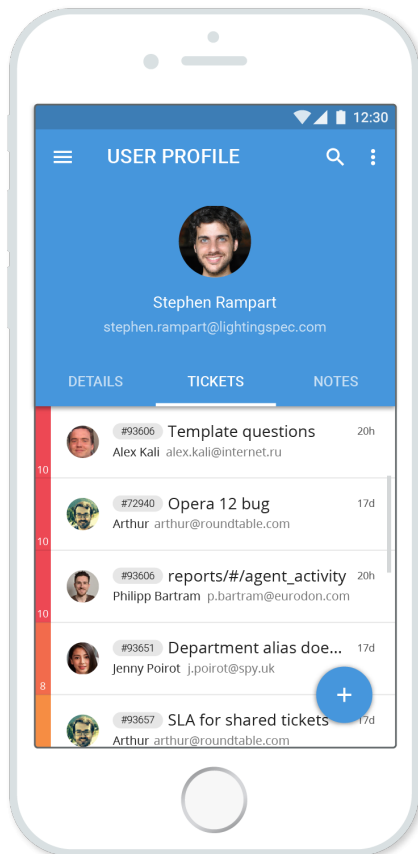 12:30
USER PROFILE
Stephen Rampart
stephen.rampart@lightingspec.com
DETAILS TICKETS NOTES
#93606 Template questions 20h
Alex Kali alex.kali@internet.ru
10
#72940 Opera 12 bug 17d
Arthur arthur@roundtable.com
10
#93606 reports/#/agent_activity 20h
Philipp Bartram p.bartram@eurodon.com
10
#93651 Department alias doe... 17d
Jenny Poirot j.poirot@spy.uk
8
+
#93657 SLA for shared tickets 17d
Arthur arthur@roundtable.com